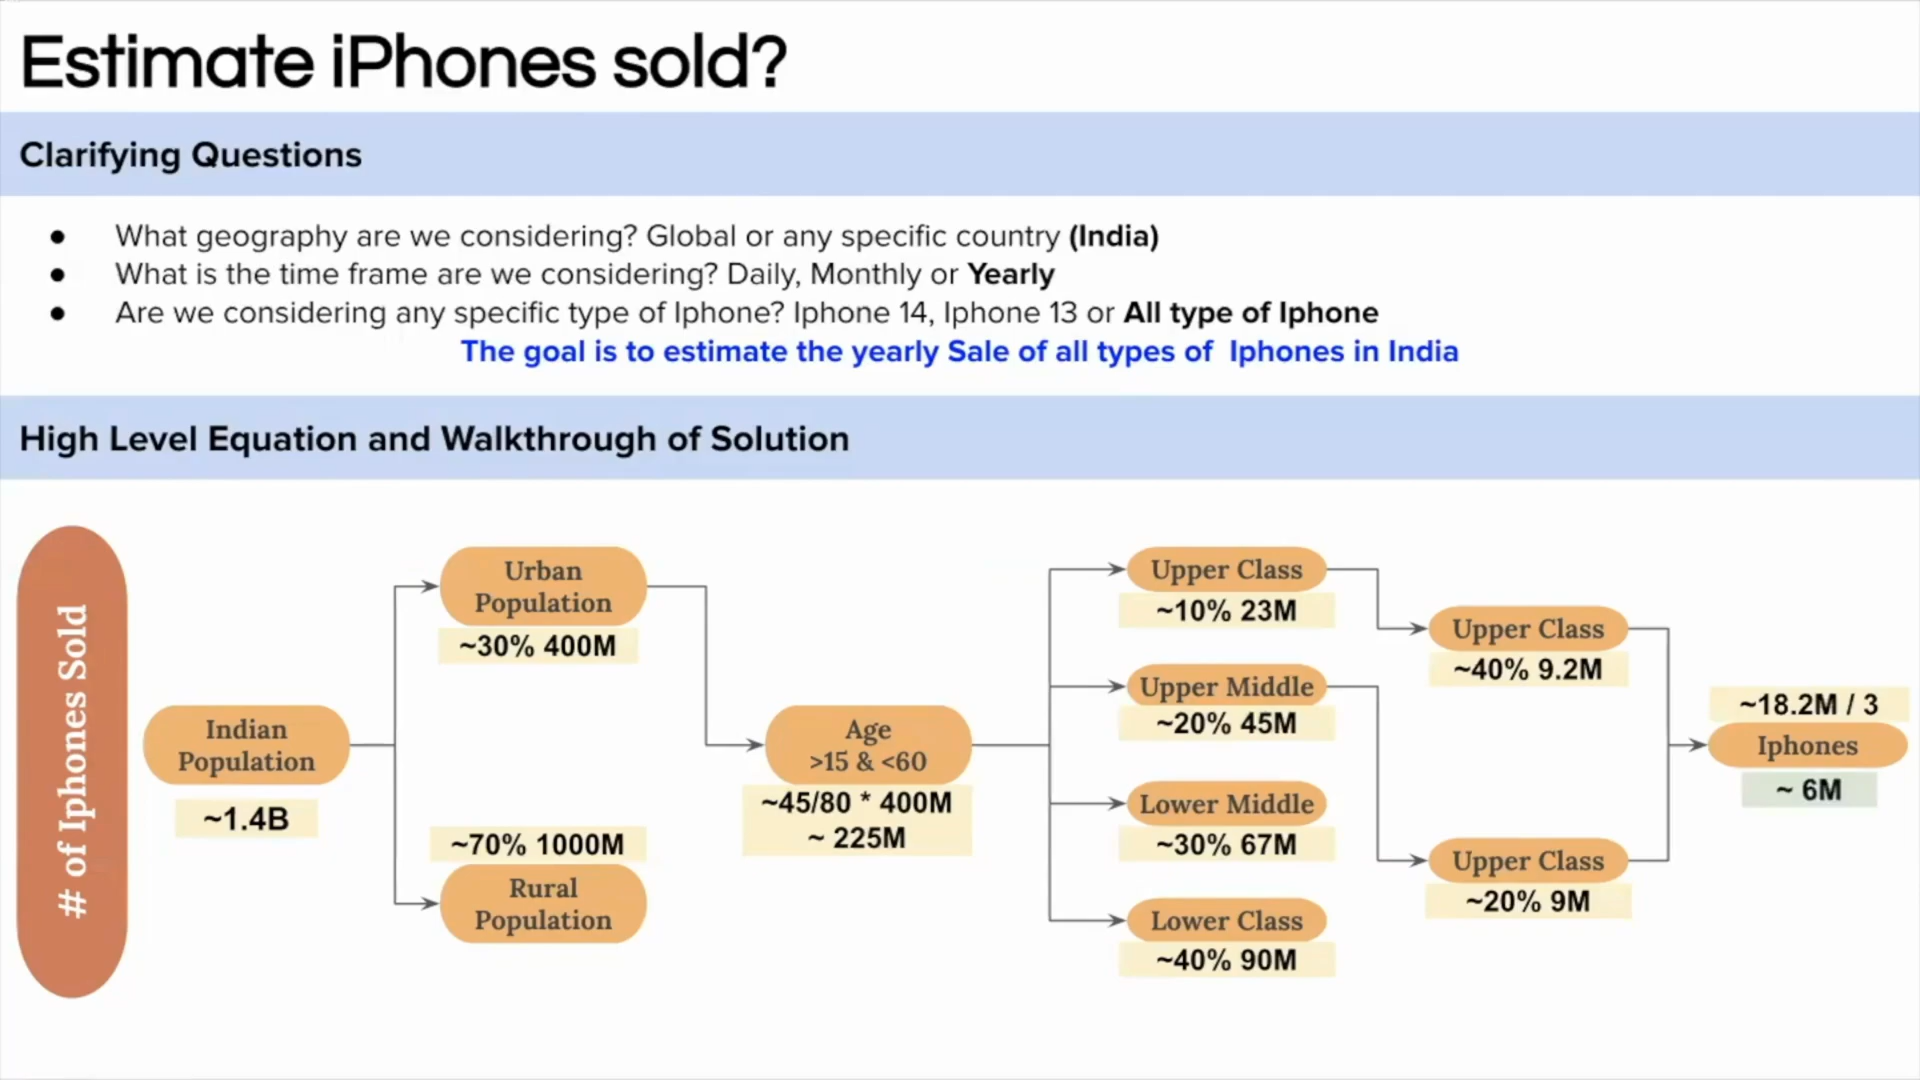 Estimate iPhones sold?
Clarifying Questions
● What geography are we considering? Global or any specific country (India)
● What is the time frame are we considering? Daily, Monthly or Yearly
● Are we considering any specific type of Iphone? Iphone 14, Iphone 13 or All type of Iphone
The goal is to estimate the yearly Sale of all types of Iphones in India
High Level Equation and Walkthrough of Solution
# of Iphones Sold
Indian
Population
~1.4B
Urban
Population
~30% 400M
~70% 1000M
Rural
Population
Age
>15 & <60
~45/80 * 400M
~ 225M
Upper Class
~10% 23M
Upper Middle
~20% 45M
Lower Middle
~30% 67M
Lower Class
~40% 90M
Upper Class
~40% 9.2M
Upper Class
~20% 9M
~18.2M / 3
Iphones
~ 6M